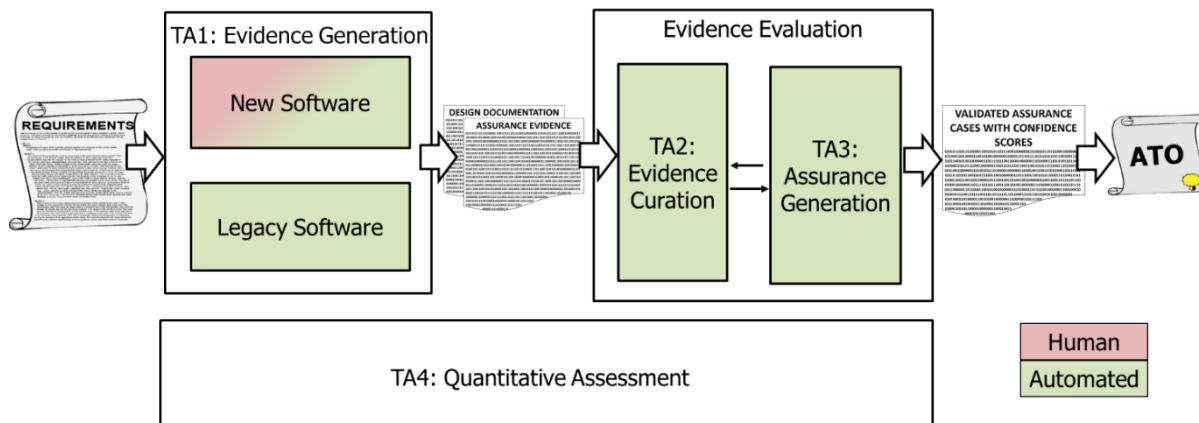 REQUIREMENTS
TA1: Evidence Generation
New Software
Legacy Software
DESIGN DOCUMENTATION
ASSURANCE EVIDENCE
Evidence Evaluation
TA2:
Evidence
Curation
TA3:
Assurance
Generation
VALIDATED ASSURANCE
CASES WITH CONFIDENCE
SCORES
ATO
TA4: Quantitative Assessment
Human
Automated